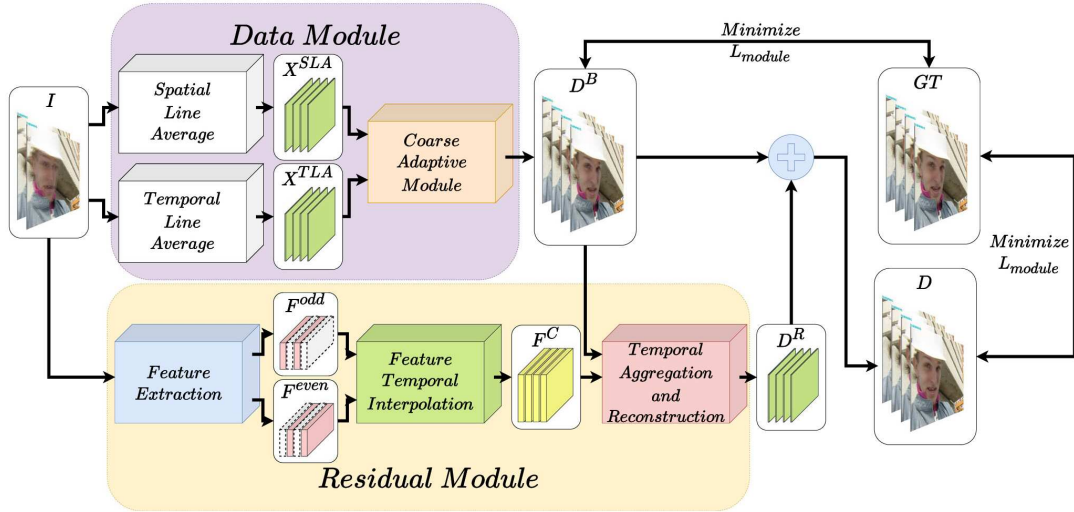 Data Module
Minimize
L_module
I
Spatial
Line
Average
X^SLA
Coarse
Adaptive
Module
D^B
GT
Temporal
Line
Average
X^TLA
Minimize
L_module
D
Feature
Extraction
F^odd
F^even
Feature
Temporal
Interpolation
F^C
Temporal
Aggregation
and
Reconstruction
D^R
Residual Module